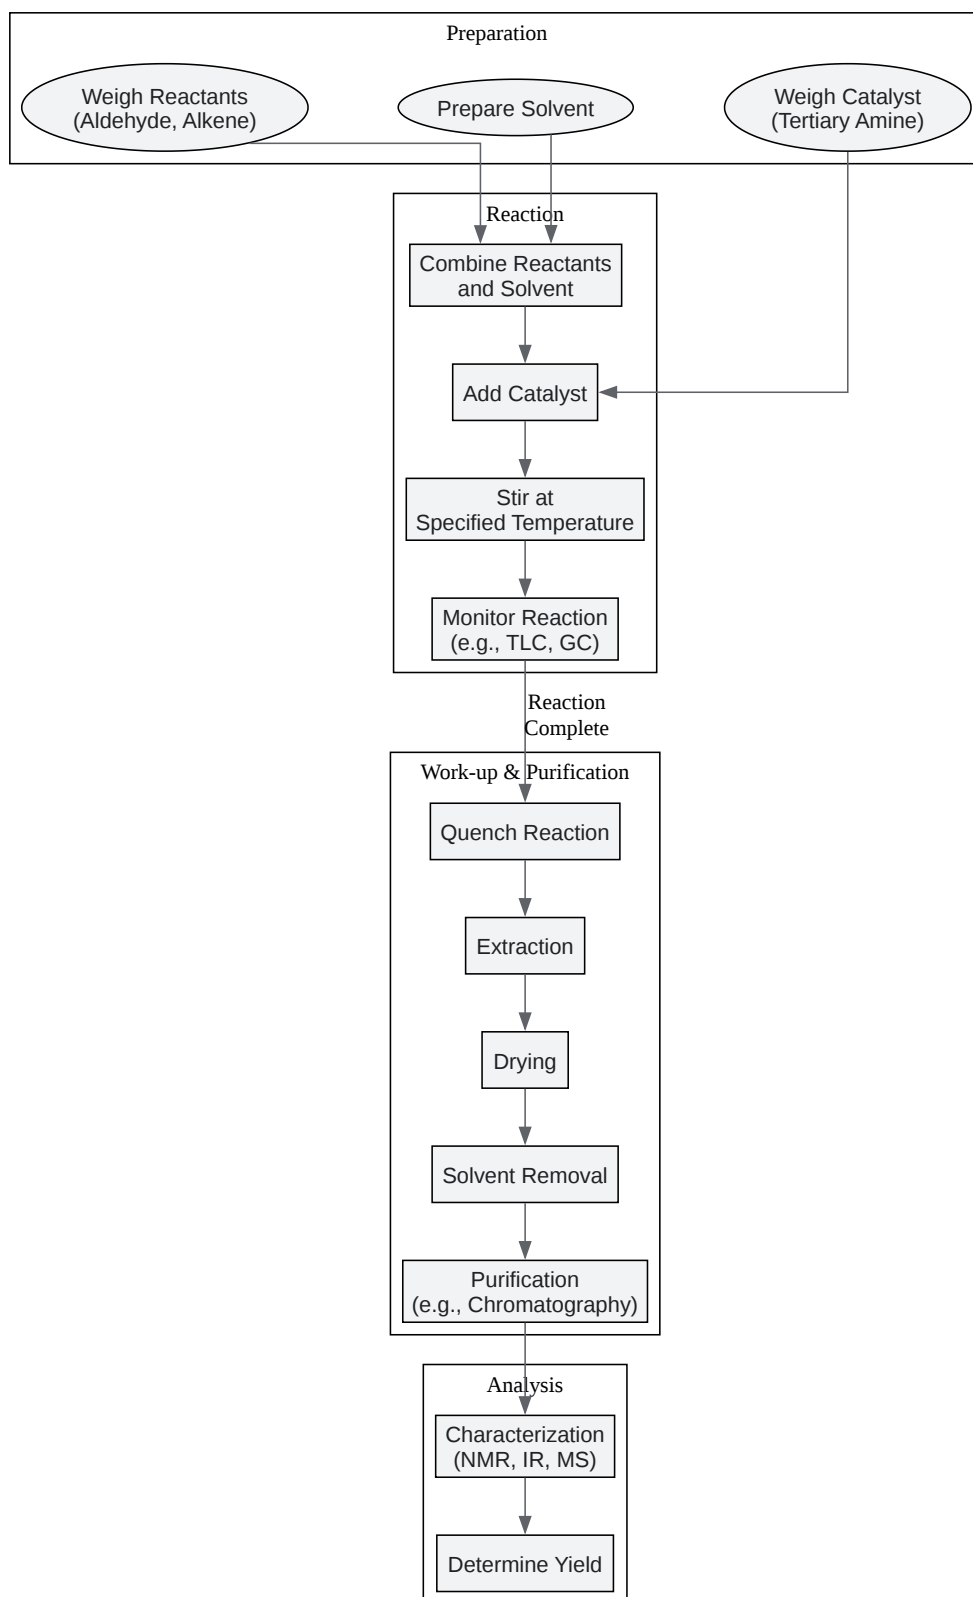 Preparation
Weigh Reactants
(Aldehyde, Alkene)
Prepare Solvent
Weigh Catalyst
(Tertiary Amine)
Reaction
Combine Reactants
and Solvent
Add Catalyst
Stir at
Specified Temperature
Monitor Reaction
(e.g., TLC, GC)
Reaction
Complete
Work-up & Purification
Quench Reaction
Extraction
Drying
Solvent Removal
Purification
(e.g., Chromatography)
Analysis
Characterization
(NMR, IR, MS)
Determine Yield